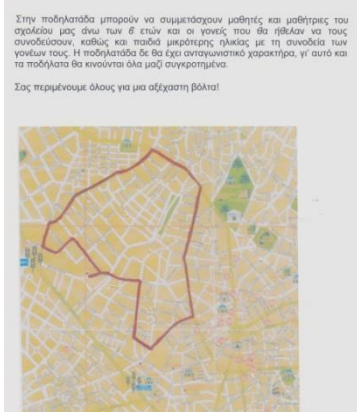 Στην ποδηλατάδα μπορούν να συμμετάσχουν μαθητές και μαθήτριες του
σχολείου μας άνω των 6 ετών και οι γονείς που θα ήθελαν να τους
συνοδεύσουν, καθώς και παιδιά μικρότερης ηλικίας με τη συνοδεία των
γονέων τους. Η ποδηλατάδα δε θα έχει ανταγωνιστικό χαρακτήρα, γι' αυτό και
τα ποδήλατα θα κινούνται όλα μαζί συγκροτημένα.
Σας περιμένουμε όλους για μια αξέχαστη βόλτα!